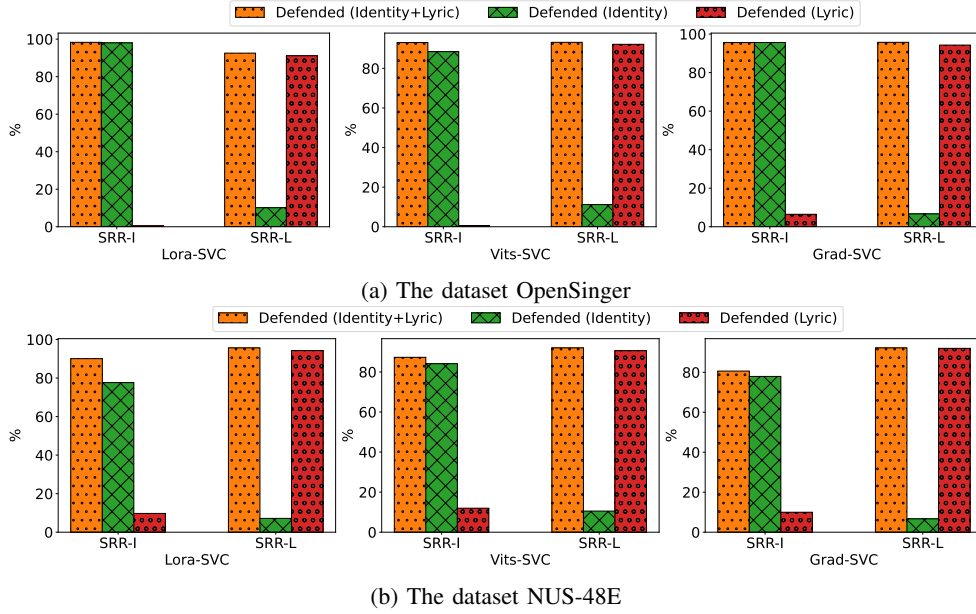 Defended (Identity+Lyric) Defended (Identity) Defended (Lyric)
100
80
60
40
20
0
%
SRR-I SRR-L
Lora-SVC
80
60
40
20
0
%
SRR-I SRR-L
Vits-SVC
100
80
60
40
20
0
%
SRR-I SRR-L
Grad-SVC
(a) The dataset OpenSinger
Defended (Identity+Lyric) Defended (Identity) Defended (Lyric)
100
80
60
40
20
0
%
SRR-I SRR-L
Lora-SVC
80
60
40
20
0
%
SRR-I SRR-L
Vits-SVC
80
60
40
20
0
%
SRR-I SRR-L
Grad-SVC
(b) The dataset NUS-48E